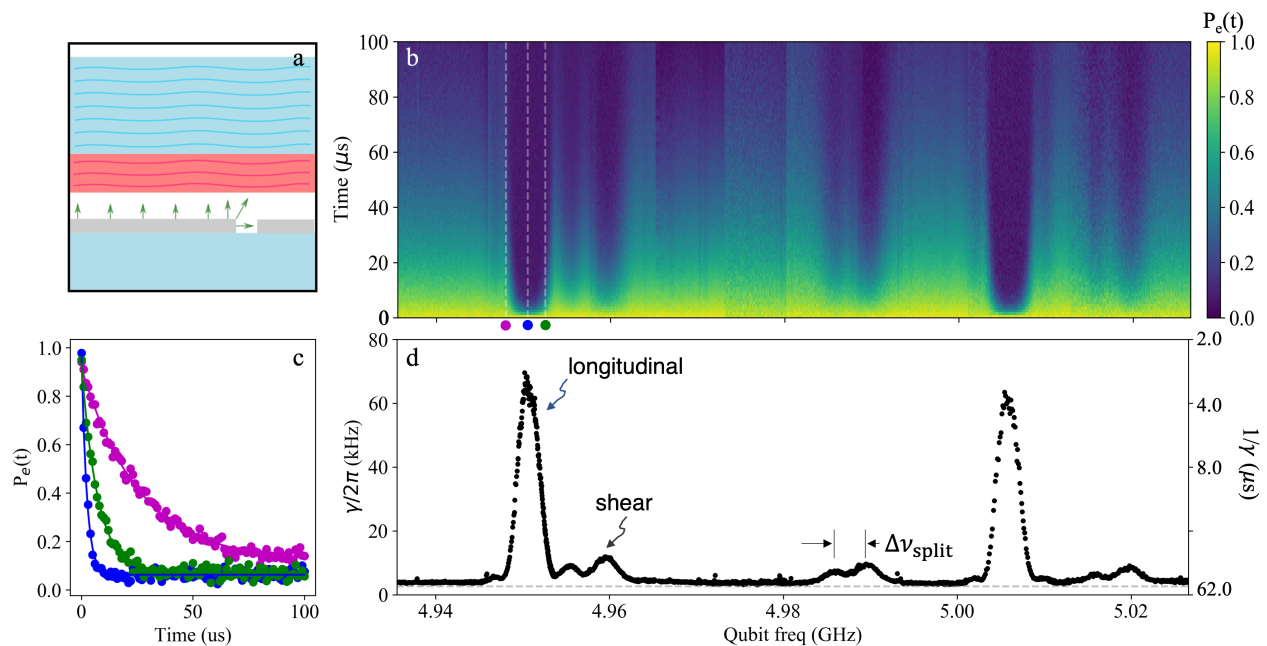 a
b
P_e(t)
100
80
60
40
20
0
Time (μs)
1.0
0.8
0.6
0.4
0.2
0.0
c
1.0
0.8
0.6
0.4
0.2
0.0
P_e(t)
0
50
100
Time (us)
d
80
60
40
20
0
γ/2π (kHz)
longitudinal
shear
Δν_split
2.0
4.0
8.0
62.0
1/γ (μs)
4.94
4.96
4.98
5.00
5.02
Qubit freq (GHz)